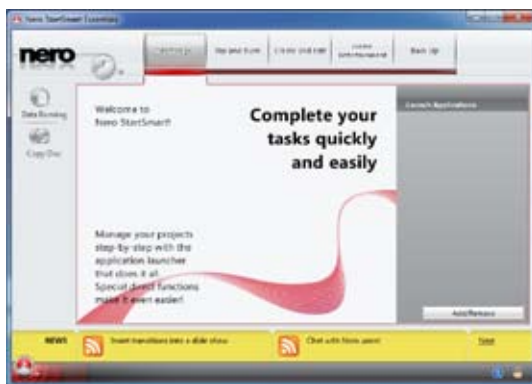 Nero StartSmart Essentials
nero
Rip and Burn
Create and Edit
Home Entertainment
Back Up
Data Burning
Copy Disc
Welcome to
Nero StartSmart!
Complete your
tasks quickly
and easily
Launch Applications
Manage your projects
step-by-step with the
application launcher
that does it all.
Special direct functions
make it even easier!
Add/Remove
NEWS
Insert transitions into a slide show
Chat with Nero users!
Next